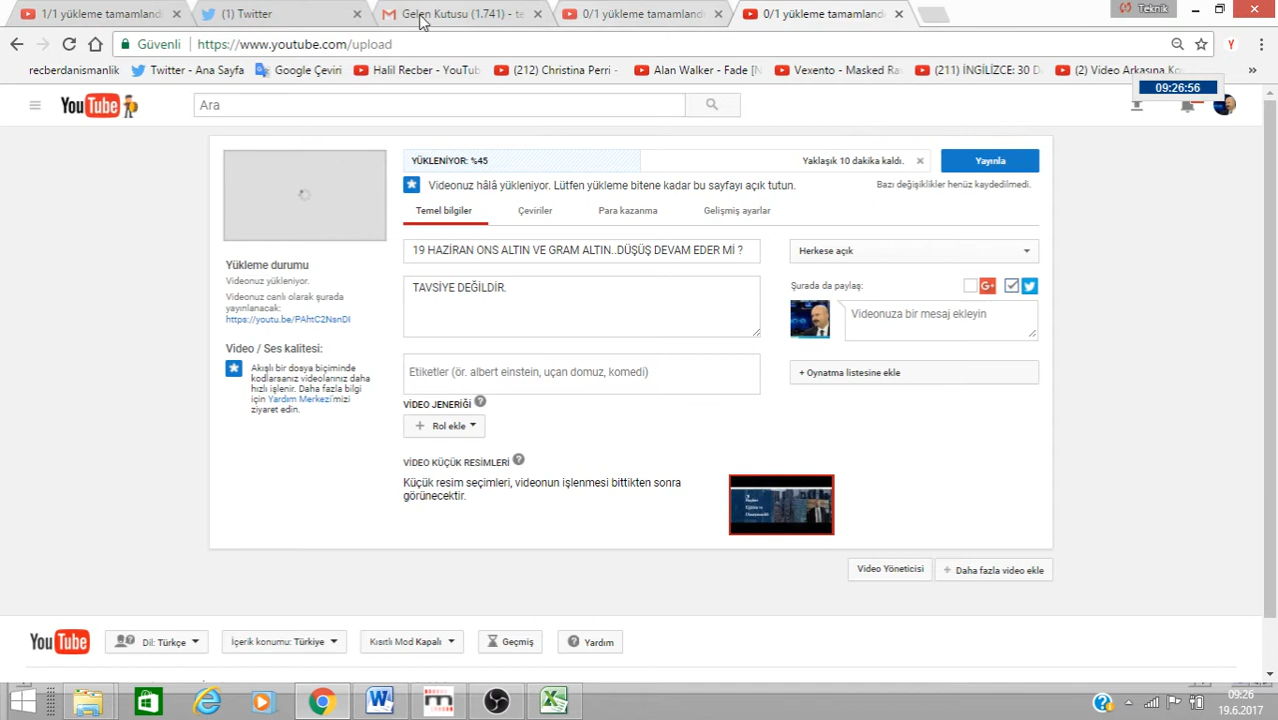 1/1 yükleme tamamland
(1) Twitter
Gelen Kutusu (1.741) - te
0/1 yükleme tamamland
0/1 yükleme tamamland
Teknik
Güvenli
https://www.youtube.com/upload
recberdanismanlik
Twitter - Ana Sayfa
Google Çeviri
Halil Recber - YouTub
(212) Christina Perri -
Alan Walker - Fade [N
Vexento - Masked Ra
(211) İNGİLİZCE: 30 D
(2) Video Arkasına Ko
09:26:56
YouTube
Ara
YÜKLENİYOR: %45
Yaklaşık 10 dakika kaldı.
Yayınla
Videonuz hâlâ yükleniyor. Lütfen yükleme bitene kadar bu sayfayı açık tutun.
Bazı değişiklikler henüz kaydedilmedi.
Temel bilgiler
Çeviriler
Para kazanma
Gelişmiş ayarlar
19 HAZİRAN ONS ALTIN VE GRAM ALTIN..DÜŞÜŞ DEVAM EDER Mİ ?
Herkese açık
Yükleme durumu
Videonuz yükleniyor.
Videonuz canlı olarak şurada
yayınlanacak:
https://youtu.be/PAhtC2NsnDI
TAVSİYE DEĞİLDİR.
Şurada da paylaş:
Videonuza bir mesaj ekleyin
Video / Ses kalitesi:
Akışlı bir dosya biçiminde
kodlarsanız videolarınız daha
hızlı işlenir. Daha fazla bilgi
için Yardım Merkezi'mizi
ziyaret edin.
Etiketler (ör. albert einstein, uçan domuz, komedi)
+ Oynatma listesine ekle
VİDEO JENERİĞİ
+ Rol ekle
VİDEO KÜÇÜK RESİMLERİ
Küçük resim seçimleri, videonun işlenmesi bittikten sonra
görünecektir.
Video Yöneticisi
+ Daha fazla video ekle
YouTube
Dil: Türkçe
İçerik konumu: Türkiye
Kısıtlı Mod Kapalı
Geçmiş
Yardım
09:26
19.6.2017